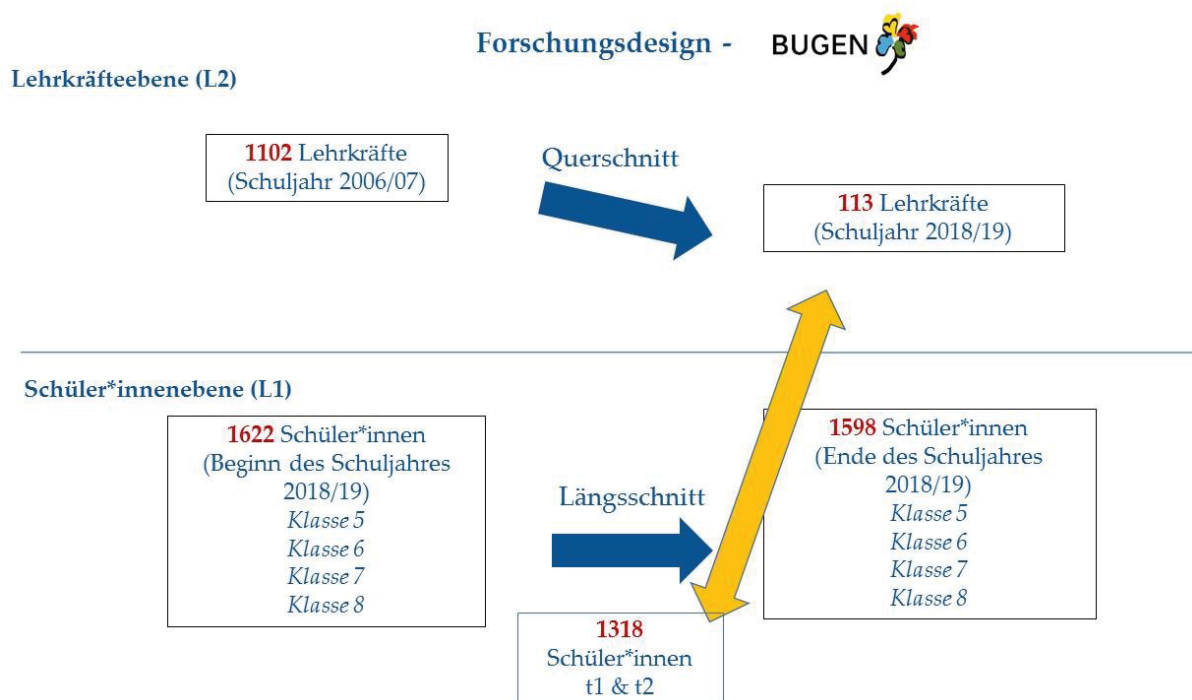 Forschungsdesign - BUGEN
Lehrkräfteebene (L2)
1102 Lehrkräfte
(Schuljahr 2006/07)
Querschnitt
113 Lehrkräfte
(Schuljahr 2018/19)
Schüler*innenebene (L1)
1622 Schüler*innen
(Beginn des Schuljahres
2018/19)
Klasse 5
Klasse 6
Klasse 7
Klasse 8
Längsschnitt
1598 Schüler*innen
(Ende des Schuljahres
2018/19)
Klasse 5
Klasse 6
Klasse 7
Klasse 8
1318
Schüler*innen
t1 & t2